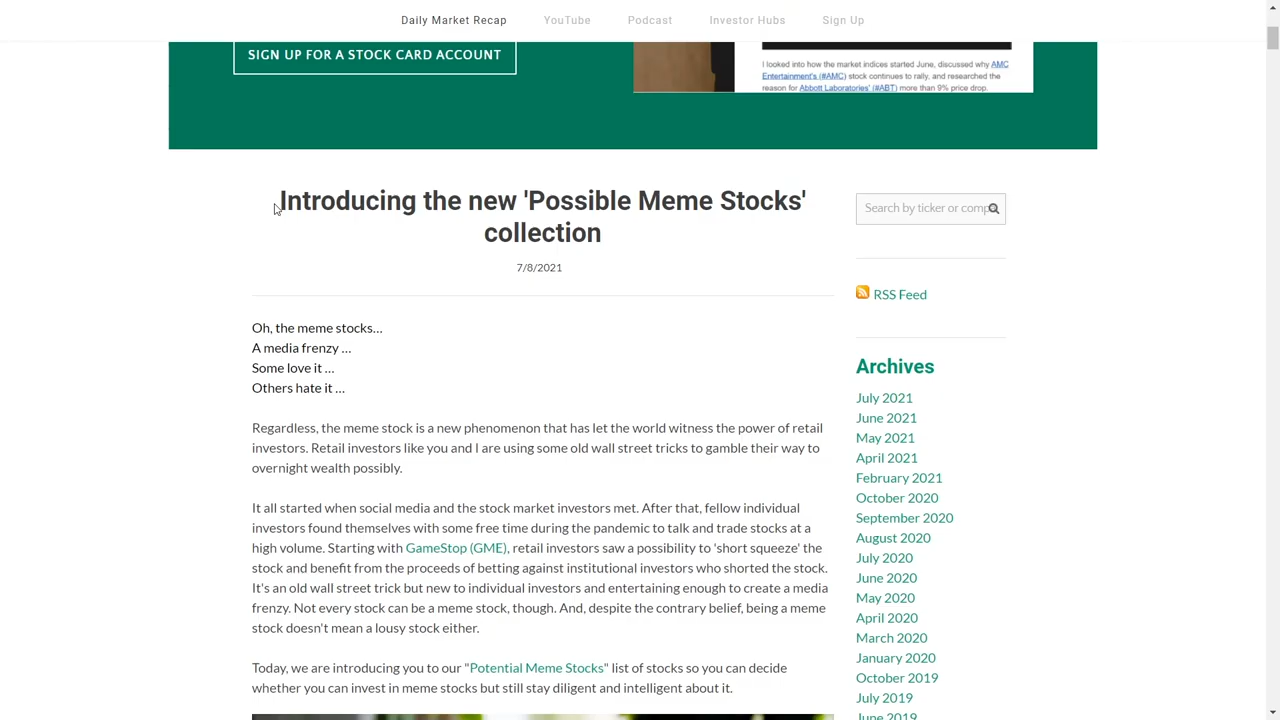 Daily Market Recap YouTube Podcast Investor Hubs Sign Up
SIGN UP FOR A STOCK CARD ACCOUNT
I looked into how the market indices started June, discussed why AMC
Entertainment's (#AMC) stock continues to rally, and researched the
reason for Abbott Laboratories' (#ABT) more than 9% price drop.
Introducing the new 'Possible Meme Stocks'
collection
7/8/2021
Oh, the meme stocks...
A media frenzy ...
Some love it ...
Others hate it ...
Regardless, the meme stock is a new phenomenon that has let the world witness the power of retail
investors. Retail investors like you and I are using some old wall street tricks to gamble their way to
overnight wealth possibly.
It all started when social media and the stock market investors met. After that, fellow individual
investors found themselves with some free time during the pandemic to talk and trade stocks at a
high volume. Starting with GameStop (GME), retail investors saw a possibility to 'short squeeze' the
stock and benefit from the proceeds of betting against institutional investors who shorted the stock.
It's an old wall street trick but new to individual investors and entertaining enough to create a media
frenzy. Not every stock can be a meme stock, though. And, despite the contrary belief, being a meme
stock doesn't mean a lousy stock either.
Today, we are introducing you to our "Potential Meme Stocks" list of stocks so you can decide
whether you can invest in meme stocks but still stay diligent and intelligent about it.
Search by ticker or comp
RSS Feed
Archives
July 2021
June 2021
May 2021
April 2021
February 2021
October 2020
September 2020
August 2020
July 2020
June 2020
May 2020
April 2020
March 2020
January 2020
October 2019
July 2019
June 2019